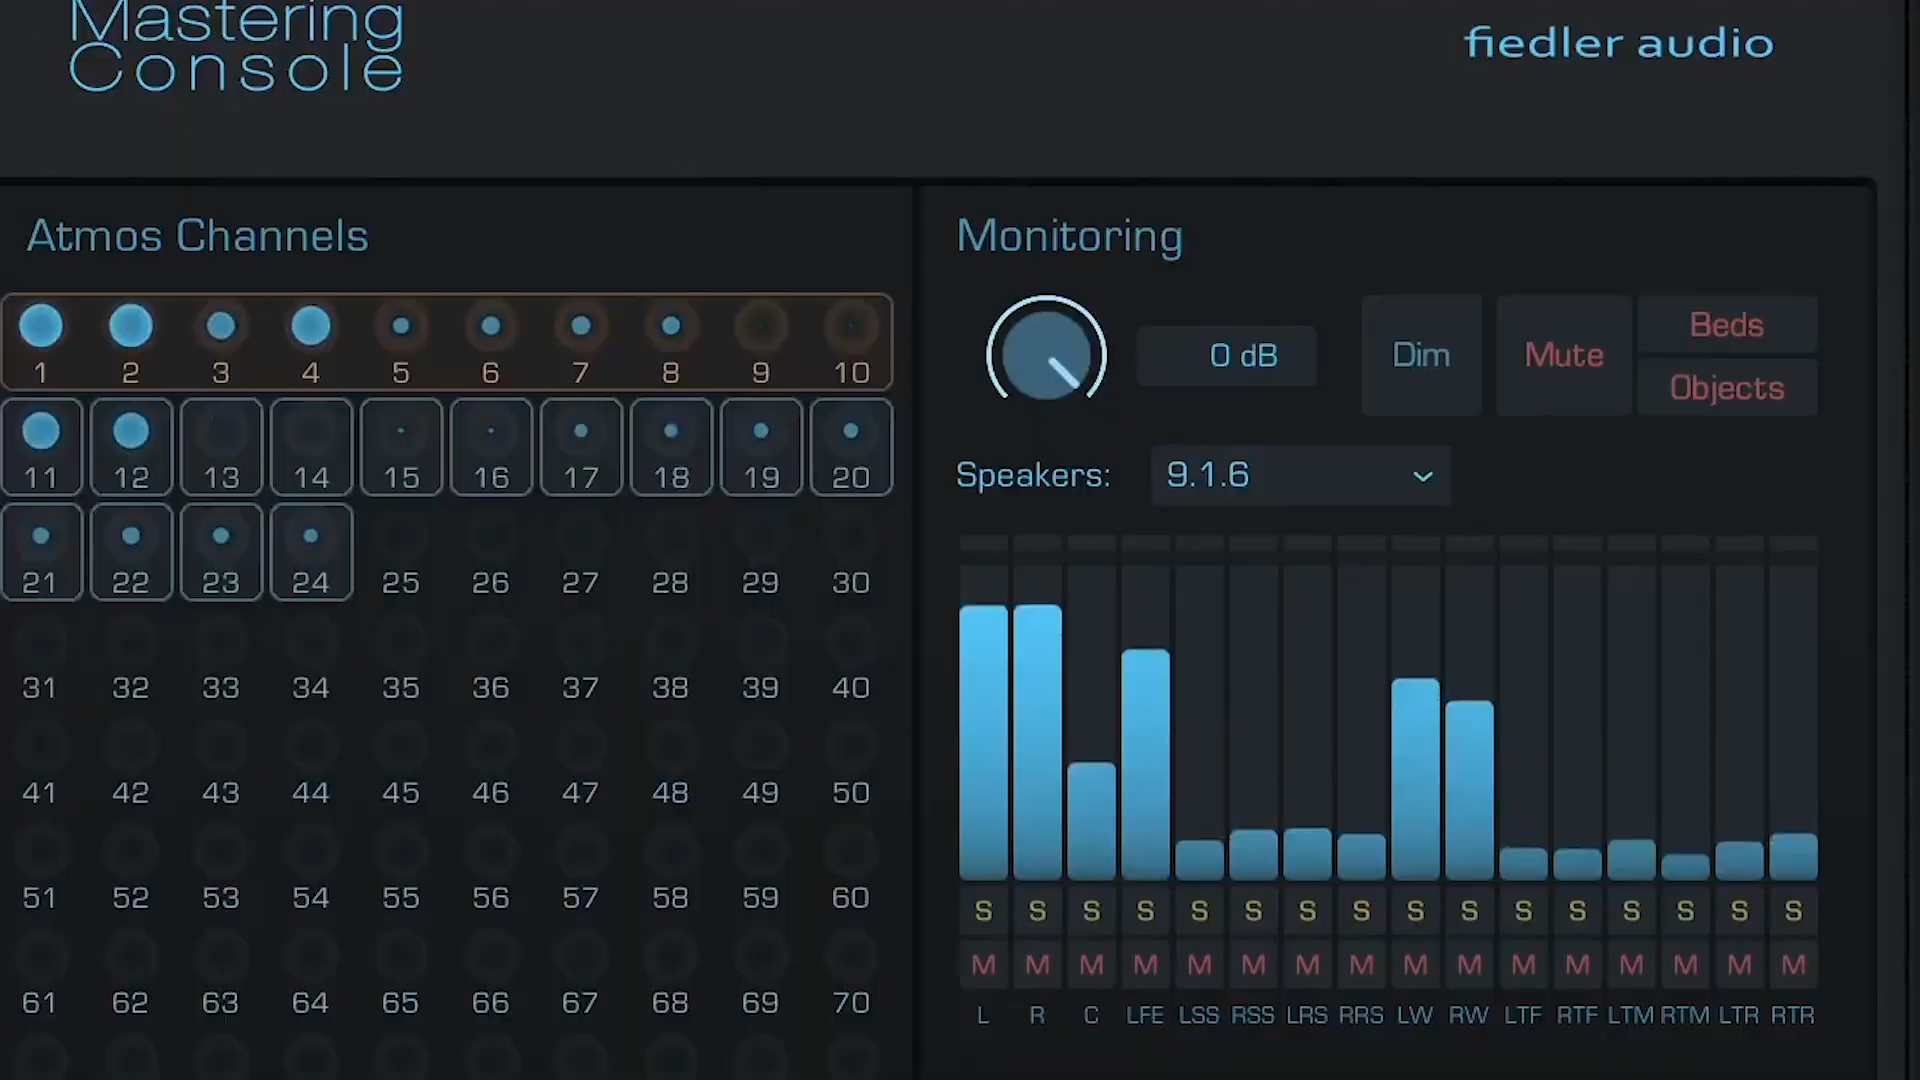 Mastering
Console
fiedler audio
Atmos Channels
1 2 3 4 5 6 7 8 9 10
11 12 13 14 15 16 17 18 19 20
21 22 23 24 25 26 27 28 29 30
31 32 33 34 35 36 37 38 39 40
41 42 43 44 45 46 47 48 49 50
51 52 53 54 55 56 57 58 59 60
61 62 63 64 65 66 67 68 69 70
Monitoring
0 dB
Dim
Mute
Beds
Objects
Speakers: 9.1.6
S S S S S S S S S S S S S S S S
M M M M M M M M M M M M M M M M
L R C LFE LSS RSS LRS RRS LW RW LTF RTF LTM RTM LTR RTR